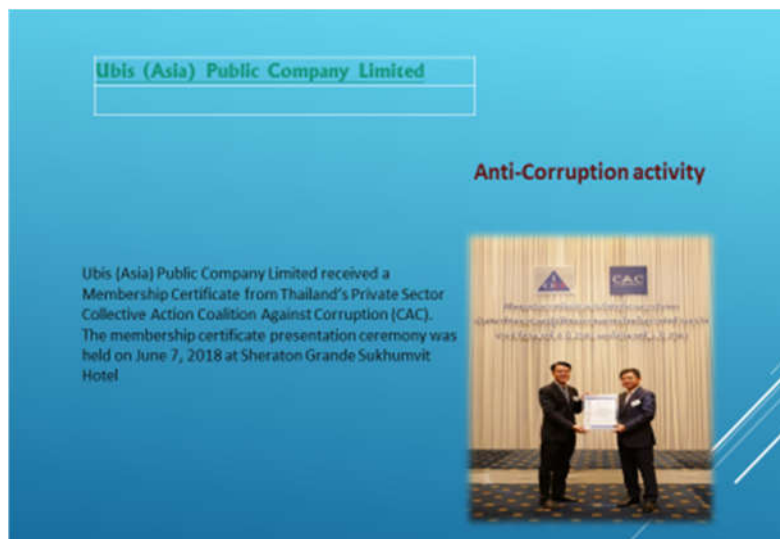 Ubis (Asia) Public Company Limited
Anti-Corruption activity
Ubis (Asia) Public Company Limited received a
Membership Certificate from Thailand's Private Sector
Collective Action Coalition Against Corruption (CAC).
The membership certificate presentation ceremony was
held on June 7, 2018 at Sheraton Grande Sukhumvit
Hotel
CAC